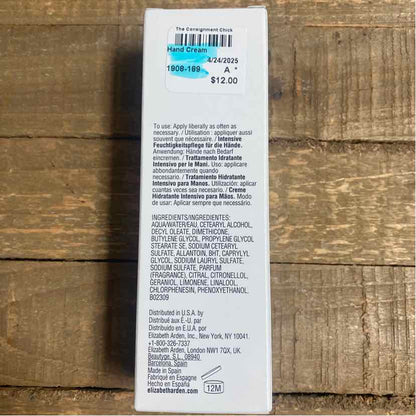 The Consignment Chick
Hand Cream
4/24/2025
1908-169 A *
$12.00
To use: Apply liberally as often as
necessary. / Utilisation : appliquer aussi
souvent que nécessaire. / Intensive
Feuchtigkeitspflege für die Hände.
Anwendung: Hände nach Bedarf
eincremen. / Trattamento Idratante
Intensivo per le Mani. Uso: applicare
abbondantemente quando
necessario. / Tratamiento Hidratante
Intensivo para Manos. Utilización: aplicar
cuantas veces sea necesario. / Creme
Hidratante Intensivo para Mãos. Modo
de usar: Aplicar sempre que necessário.
INGREDIENTS/INGREDIENTS:
AQUA/WATER/EAU, CETEARYL ALCOHOL,
DECYL OLEATE, DIMETHICONE,
BUTYLENE GLYCOL, PROPYLENE GLYCOL
STEARATE SE, SODIUM CETEARYL
SULFATE, ALLANTOIN, BHT, CAPRYLYL
GLYCOL, SODIUM LAURYL SULFATE,
SODIUM SULFATE, PARFUM
(FRAGRANCE), CITRAL, CITRONELLOL,
GERANIOL, LIMONENE, LINALOOL,
CHLORPHENESIN, PHENOXYETHANOL.
B02309
Distributed in U.S.A. by
Distribué aux É.-U. par
Distribuido en E.U.A. por
Elizabeth Arden, Inc., New York, NY, 10041.
+1-800-326-7337
Elizabeth Arden, London NW1 7QX, UK.
Beautyge, S.L., 08940
Barcelona, Spain
Made in Spain
Fabriqué en Espagne
Hecho en España
elizabetharden.com
12M